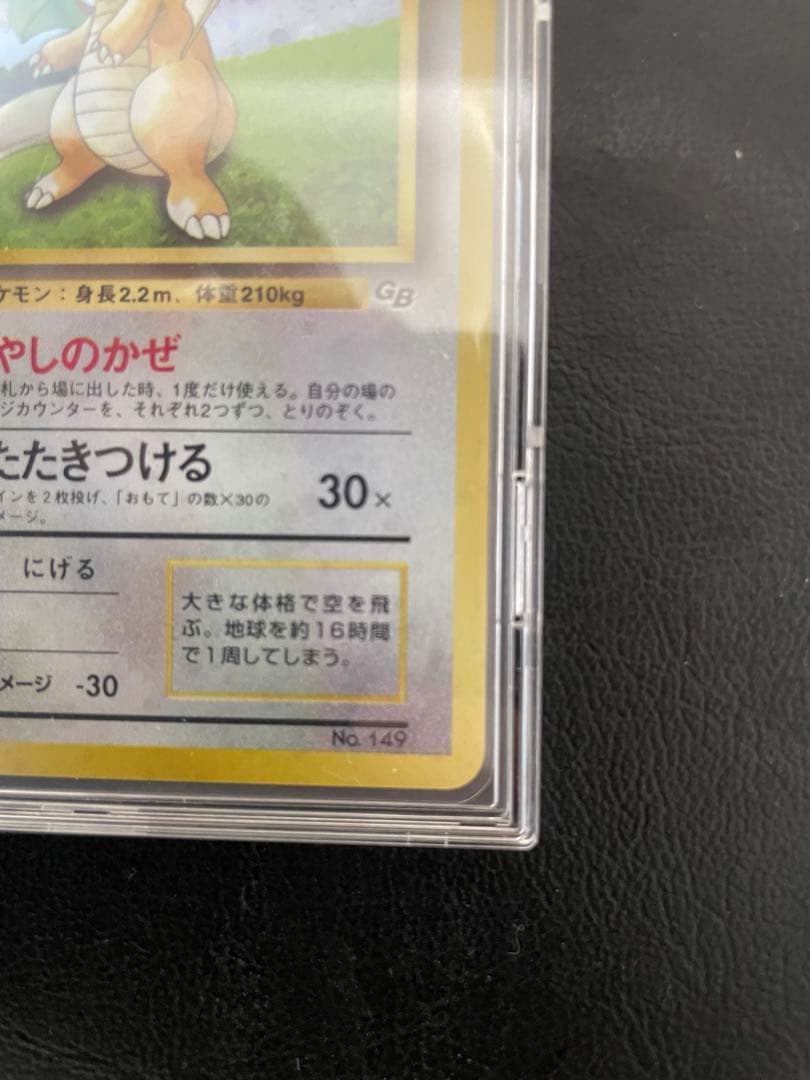 ケモン：身長2.2m、体重210kg
GB
やしのかぜ
札から場に出した時、1度だけ使える。自分の場の
ジカウンターを、それぞれ2つずつ、とりのぞく。
たたきつける
30×
インを2枚投げ、「おもて」の数×30の
メージ。
にげる
大きな体格で空を飛
ぶ。地球を約16時間
で1周してしまう。
メージ -30
No. 149